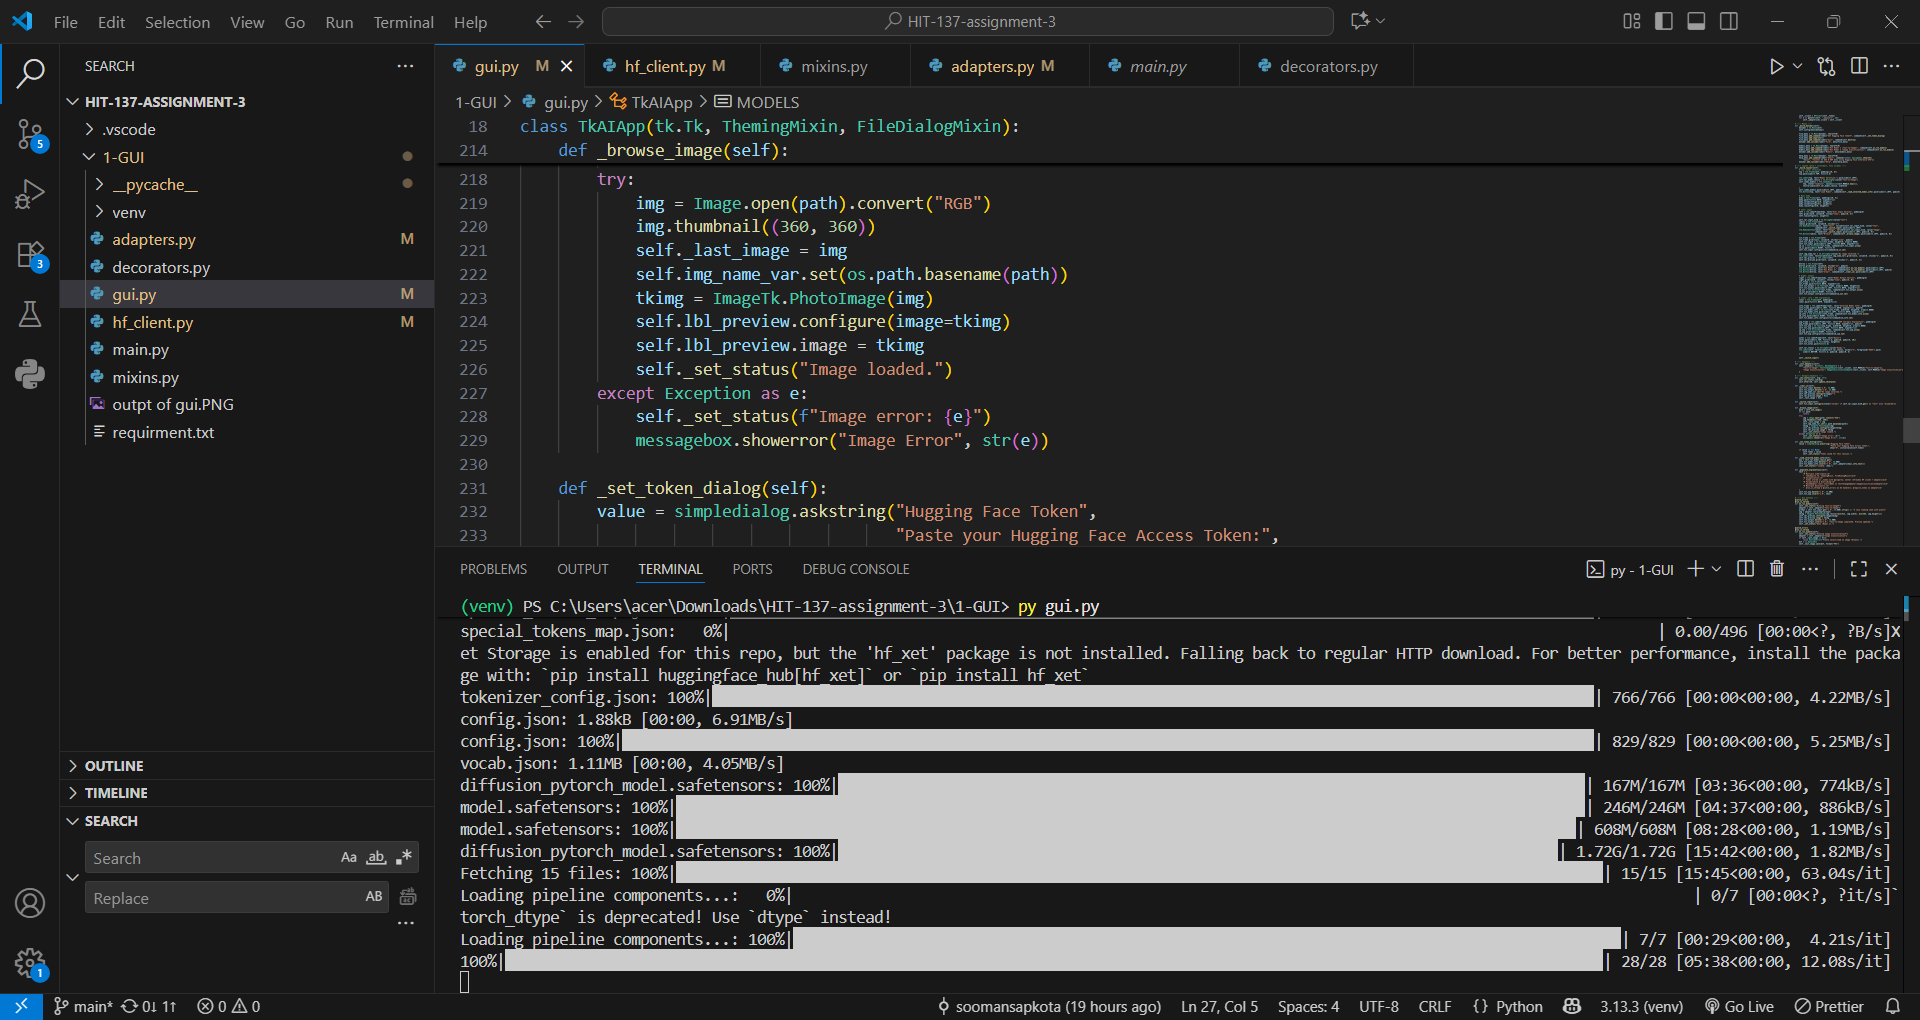 File Edit Selection View Go Run Terminal Help
HIT-137-assignment-3
SEARCH
HIT-137-ASSIGNMENT-3
.vscode
1-GUI
__pycache__
venv
adapters.py M
decorators.py
gui.py M
hf_client.py M
main.py
mixins.py
outpt of gui.PNG
requirment.txt
OUTLINE
TIMELINE
SEARCH
Search Aa ab .*
Replace AB
5
3
1
gui.py M hf_client.py M mixins.py adapters.py M main.py decorators.py
1-GUI > gui.py > TkAIApp > MODELS
18 class TkAIApp(tk.Tk, ThemingMixin, FileDialogMixin):
214 def _browse_image(self):
218 try:
219 img = Image.open(path).convert("RGB")
220 img.thumbnail((360, 360))
221 self._last_image = img
222 self.img_name_var.set(os.path.basename(path))
223 tkimg = ImageTk.PhotoImage(img)
224 self.lbl_preview.configure(image=tkimg)
225 self.lbl_preview.image = tkimg
226 self._set_status("Image loaded.")
227 except Exception as e:
228 self._set_status(f"Image error: {e}")
229 messagebox.showerror("Image Error", str(e))
230
231 def _set_token_dialog(self):
232 value = simpledialog.askstring("Hugging Face Token",
233 "Paste your Hugging Face Access Token:",
PROBLEMS OUTPUT TERMINAL PORTS DEBUG CONSOLE
py - 1-GUI
(venv) PS C:\Users\acer\Downloads\HIT-137-assignment-3\1-GUI> py gui.py
special_tokens_map.json: 0%| | 0.00/496 [00:00<?, ?B/s]X
et Storage is enabled for this repo, but the 'hf_xet' package is not installed. Falling back to regular HTTP download. For better performance, install the packa
ge with: `pip install huggingface_hub[hf_xet]` or `pip install hf_xet`
tokenizer_config.json: 100%| | 766/766 [00:00<00:00, 4.22MB/s]
config.json: 1.88kB [00:00, 6.91MB/s]
config.json: 100%| | 829/829 [00:00<00:00, 5.25MB/s]
vocab.json: 1.11MB [00:00, 4.05MB/s]
diffusion_pytorch_model.safetensors: 100%| | 167M/167M [03:36<00:00, 774kB/s]
model.safetensors: 100%| | 246M/246M [04:37<00:00, 886kB/s]
model.safetensors: 100%| | 608M/608M [08:28<00:00, 1.19MB/s]
diffusion_pytorch_model.safetensors: 100%| | 1.72G/1.72G [15:42<00:00, 1.82MB/s]
Fetching 15 files: 100%| | 15/15 [15:45<00:00, 63.04s/it]
Loading pipeline components...: 0%| | 0/7 [00:00<?, ?it/s]`
torch_dtype` is deprecated! Use `dtype` instead!
Loading pipeline components...: 100%| | 7/7 [00:29<00:00, 4.21s/it]
100%| | 28/28 [05:38<00:00, 12.08s/it]
main* 0↓ 1↑ 0 0 soomansapkota (19 hours ago) Ln 27, Col 5 Spaces: 4 UTF-8 CRLF {} Python 3.13.3 (venv) Go Live Prettier